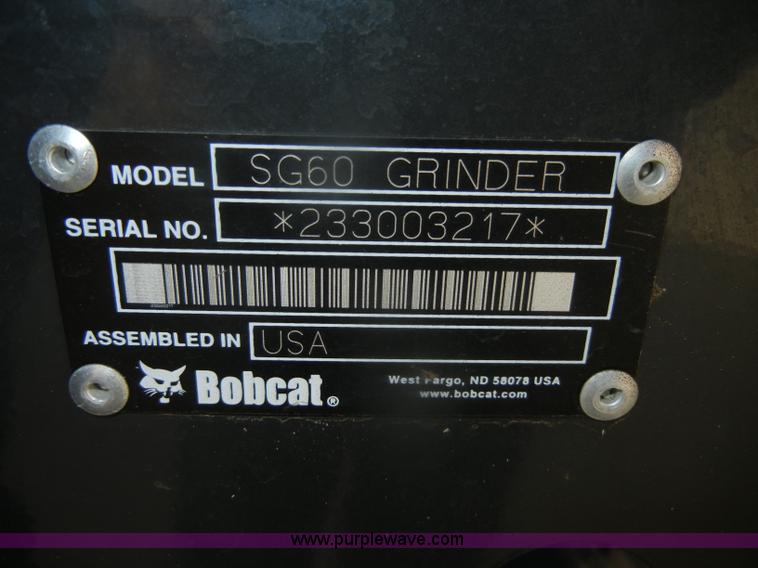 MODEL SG60 GRINDER
SERIAL NO. *233003217*
ASSEMBLED IN USA
Bobcat®
West Fargo, ND 58078 USA
www.bobcat.com
www.purplewave.com